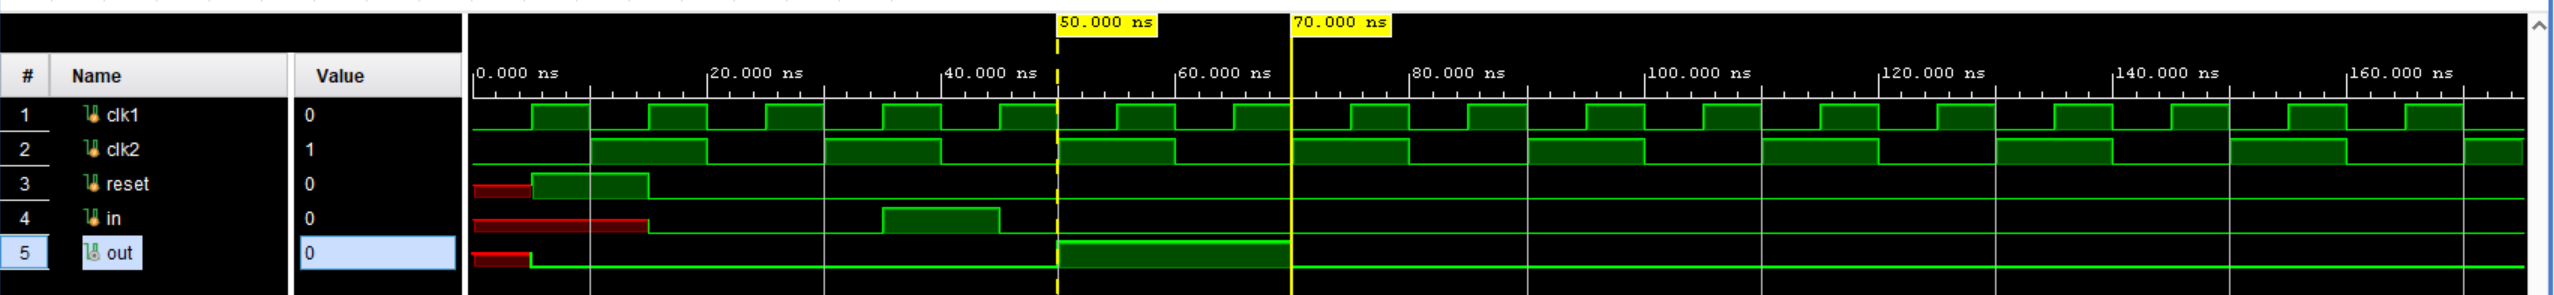 50.000 ns 70.000 ns
# Name Value 0.000 ns 20.000 ns 40.000 ns 60.000 ns 80.000 ns 100.000 ns 120.000 ns 140.000 ns 160.000 ns
1 clk1 0
2 clk2 1
3 reset 0
4 in 0
5 out 0